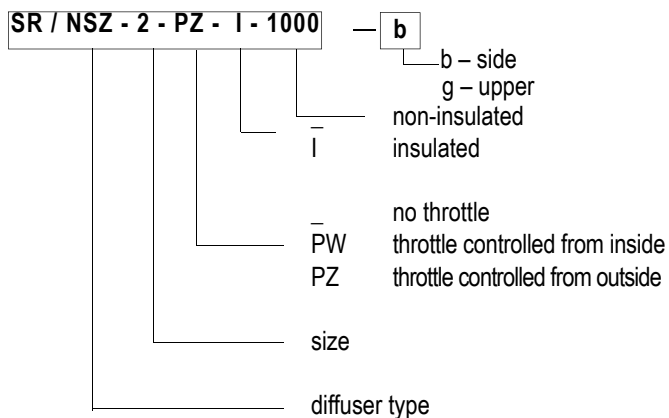 SR / NSZ - 2 - PZ - I - 1000 — b
b – side
g – upper
_ non-insulated
I insulated
_ no throttle
PW throttle controlled from inside
PZ throttle controlled from outside
size
diffuser type